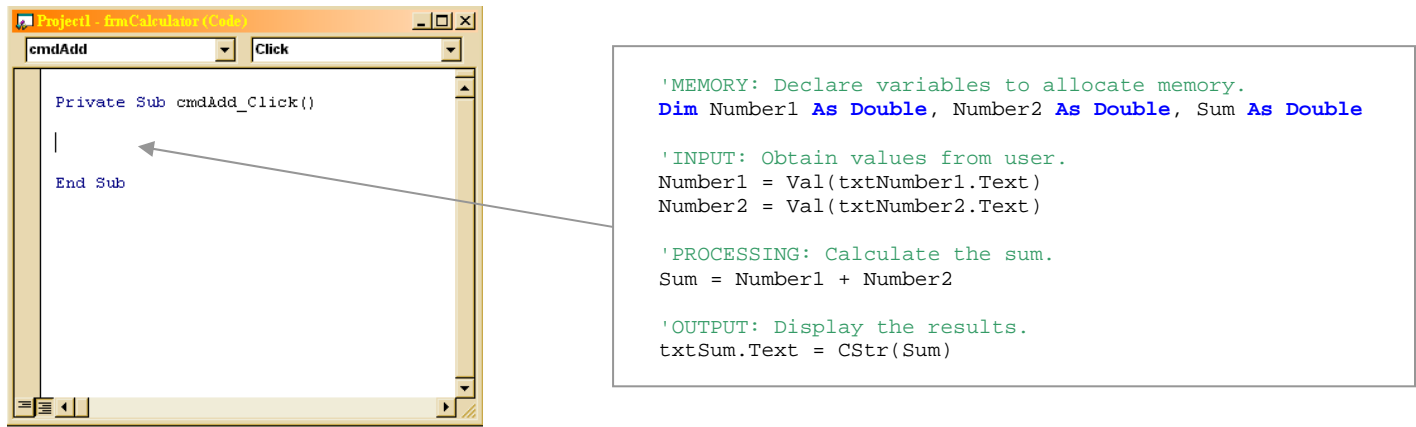 Project1 - frmCalculator (Code)
cmdAdd Click
Private Sub cmdAdd_Click()
End Sub
'MEMORY: Declare variables to allocate memory.
Dim Number1 As Double, Number2 As Double, Sum As Double
'INPUT: Obtain values from user.
Number1 = Val(txtNumber1.Text)
Number2 = Val(txtNumber2.Text)
'PROCESSING: Calculate the sum.
Sum = Number1 + Number2
'OUTPUT: Display the results.
txtSum.Text = CStr(Sum)